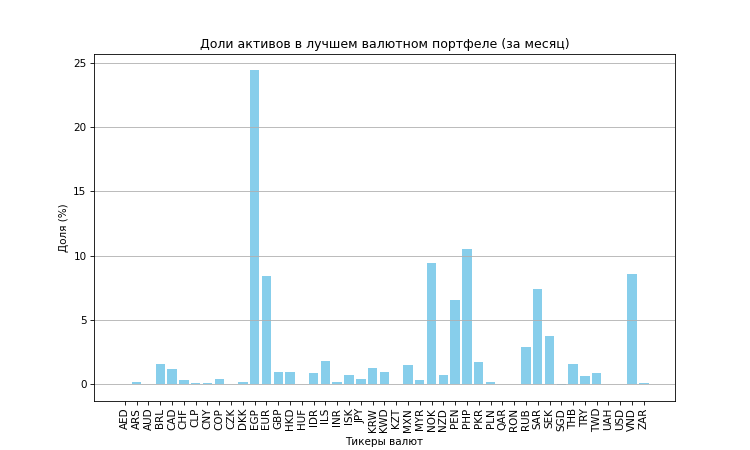 Доли активов в лучшем валютном портфеле (за месяц)
25
20
15
10
5
0
Доля (%)
AED ARS AUD BRL CAD CHF CLP CNY COP CZK DKK EGP EUR GBP HKD HUF IDR ILS INR ISK JPY KRW KWD KZT MXN MYR NOK NZD PEN PHP PKR PLN QAR RON RUB SAR SEK SGD THB TRY TWD UAH USD VND ZAR
Тикеры валют